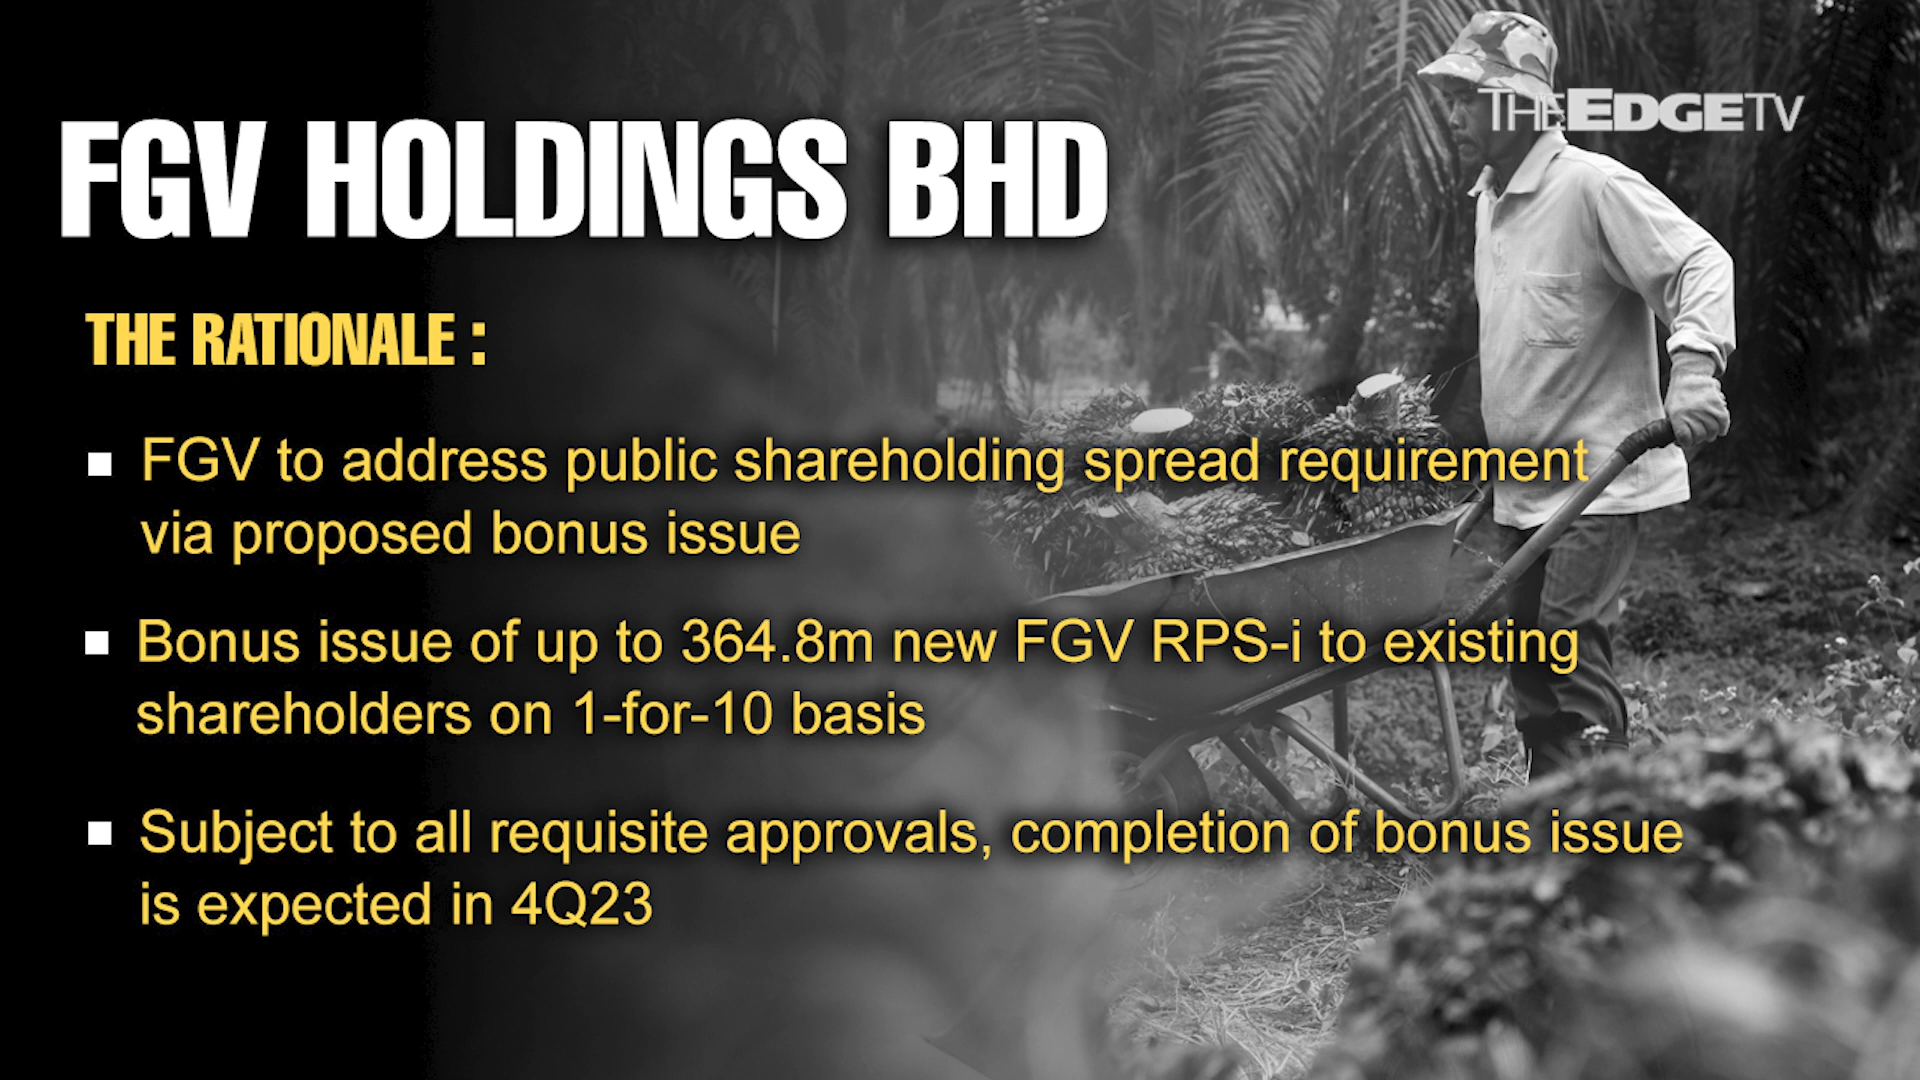 THEEDGETV
FGV HOLDINGS BHD
THE RATIONALE :
FGV to address public shareholding spread requirement
via proposed bonus issue
Bonus issue of up to 364.8m new FGV RPS-i to existing
shareholders on 1-for-10 basis
Subject to all requisite approvals, completion of bonus issue
is expected in 4Q23